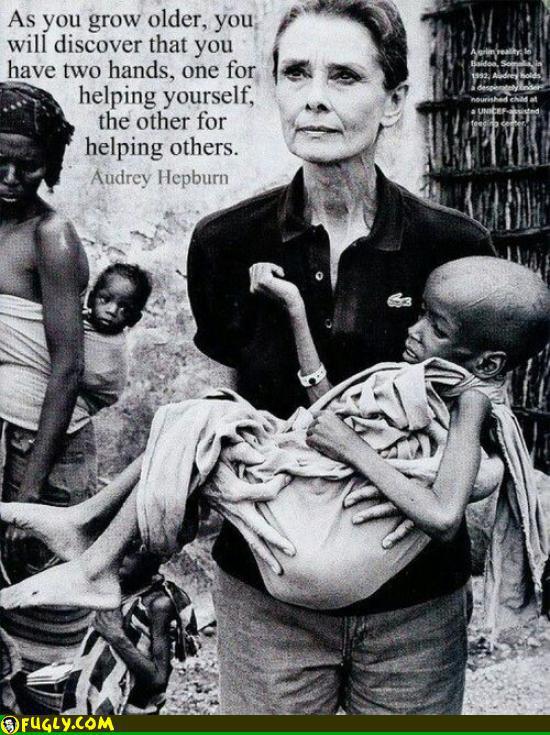 As you grow older, you
will discover that you
have two hands, one for
helping yourself,
the other for
helping others.
Audrey Hepburn
A grim reality: In
Baidoa, Somalia, in
1992, Audrey holds
a desperately under-
nourished child at
a UNICEF-assisted
feeding center.
FUGLY.COM